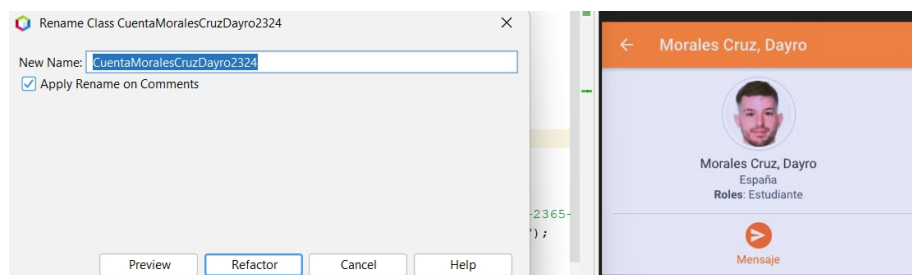 Rename Class CuentaMoralesCruzDayro2324
New Name: CuentaMoralesCruzDayro2324
Apply Rename on Comments
-2365-
");
Preview Refactor Cancel Help
Morales Cruz, Dayro
Morales Cruz, Dayro
España
Roles: Estudiante
Mensaje